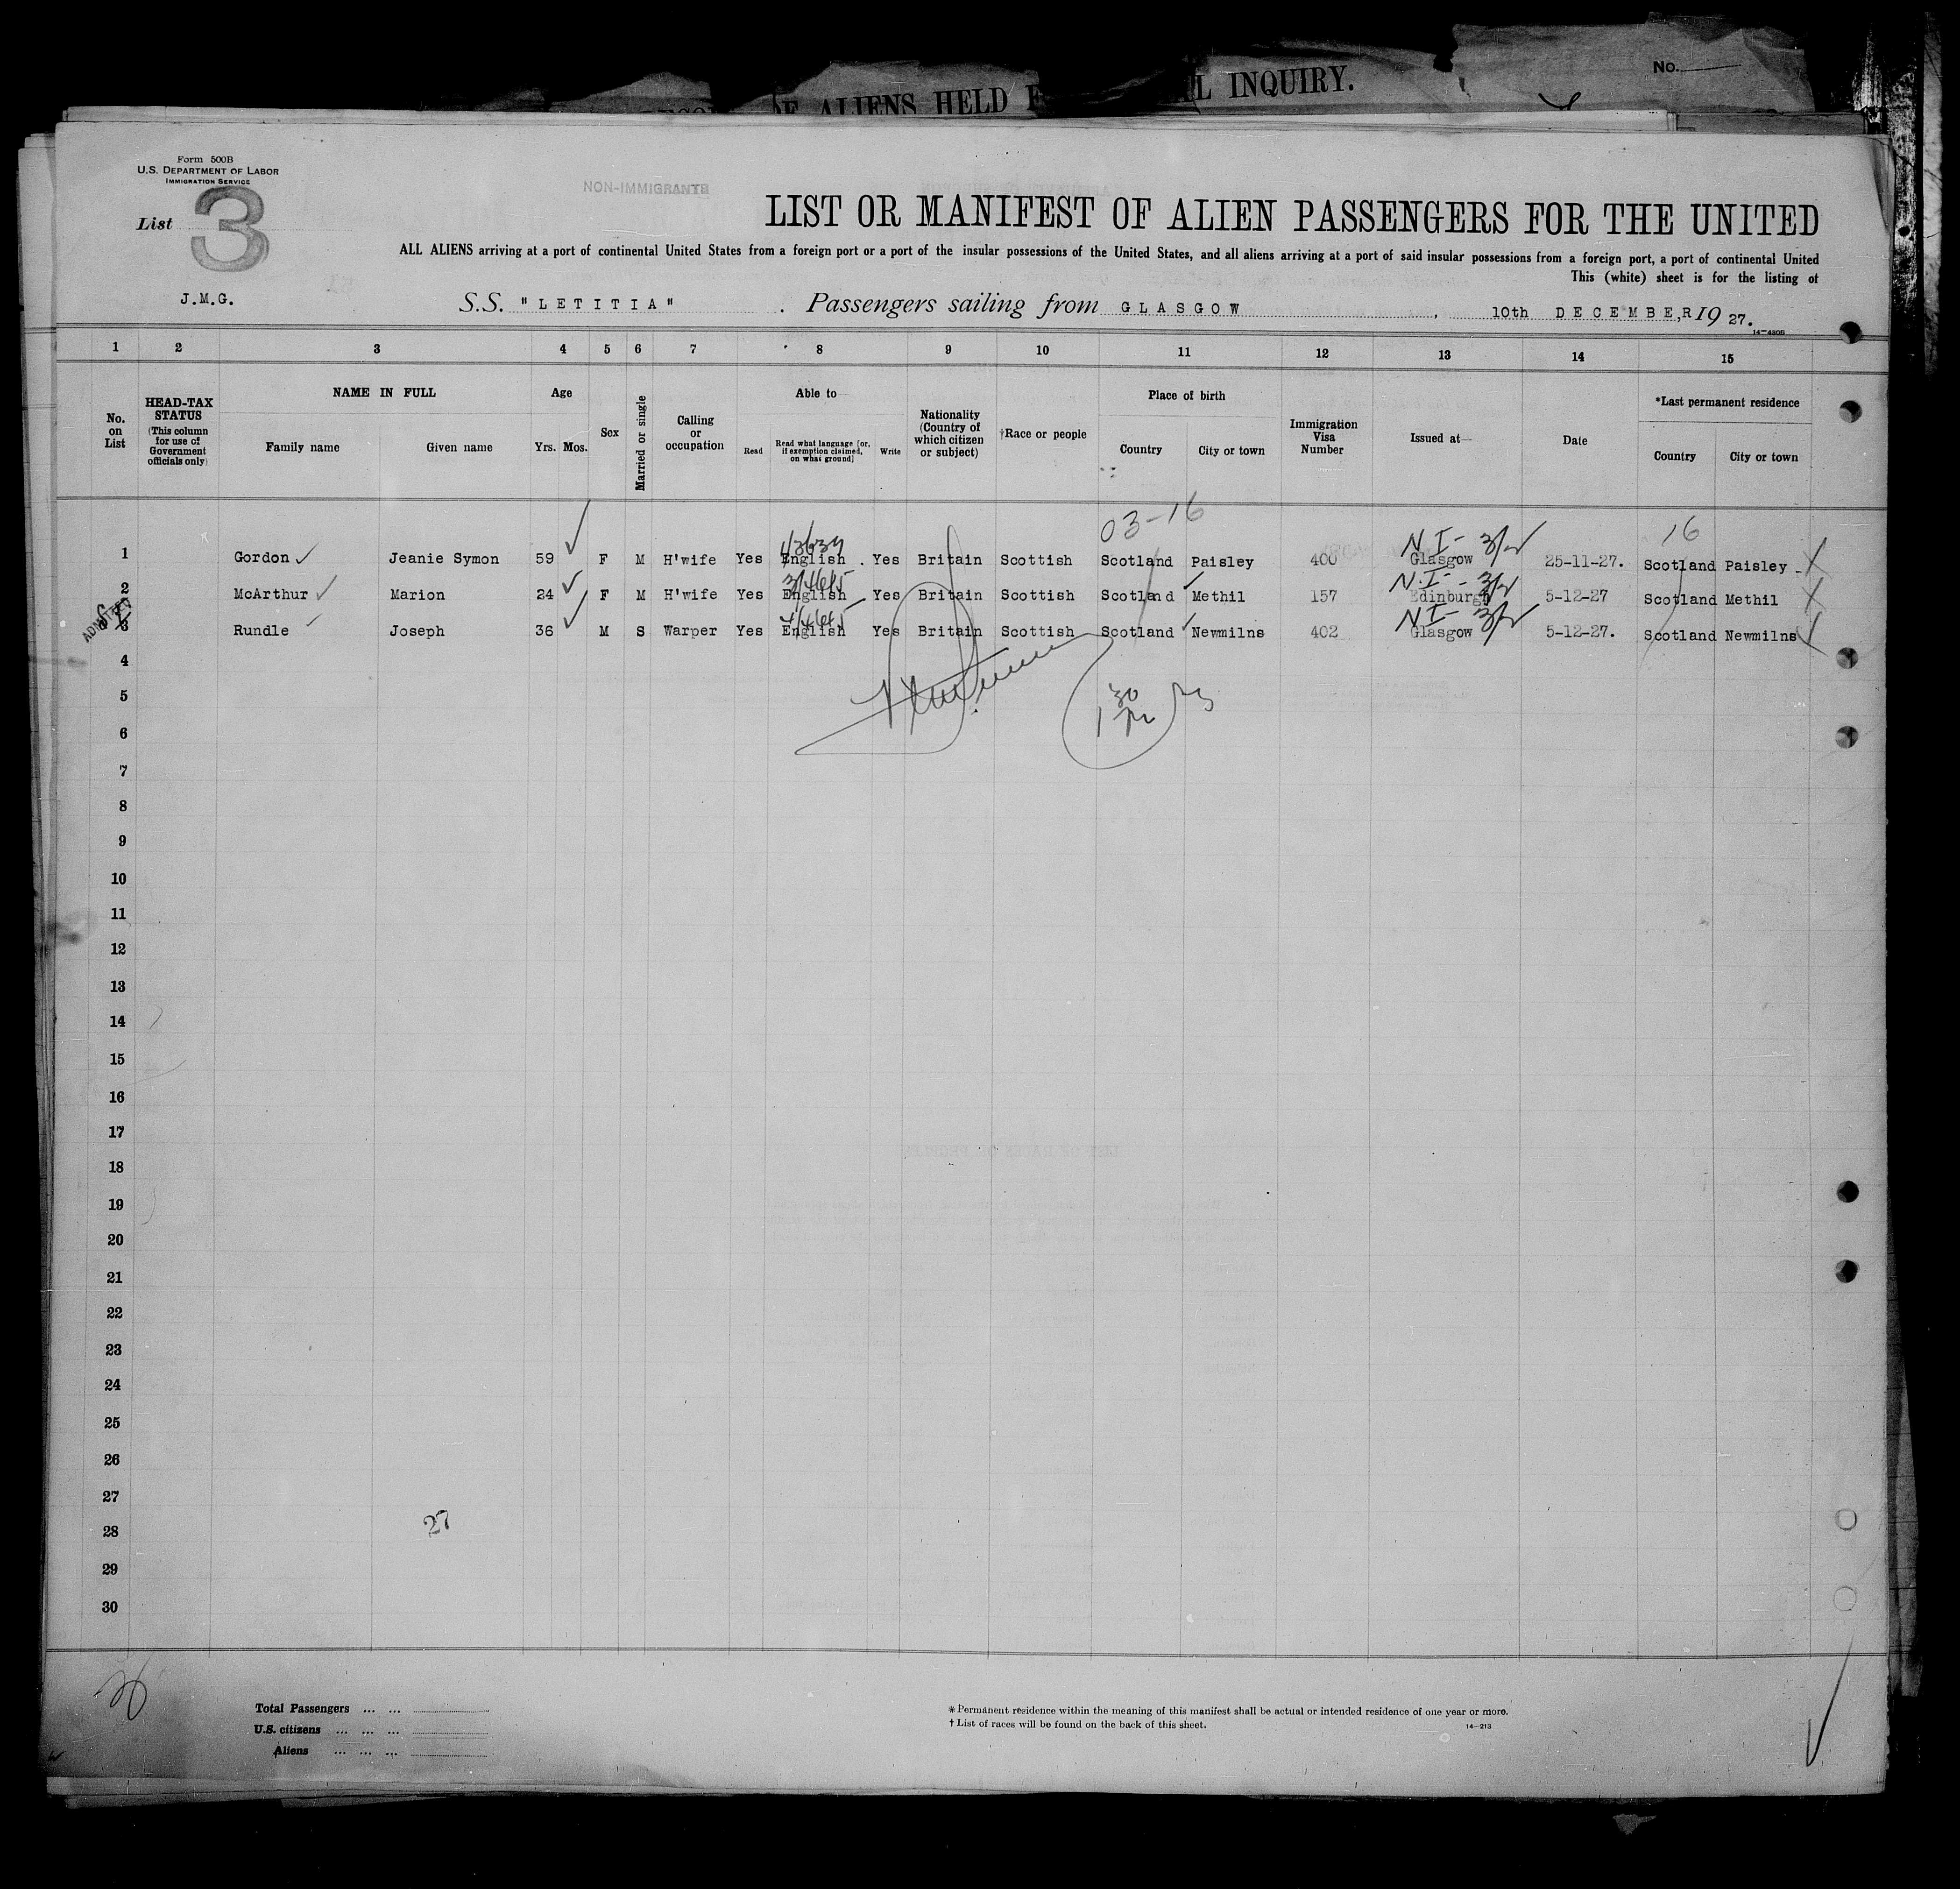 OF ALIENS HELD F L INQUIRY.
No.
Form 500B
U.S. DEPARTMENT OF LABOR
IMMIGRATION SERVICE
NON-IMMIGRANTS
List 3
LIST OR MANIFEST OF ALIEN PASSENGERS FOR THE UNITED
ALL ALIENS arriving at a port of continental United States from a foreign port or a port of the insular possessions of the United States, and all aliens arriving at a port of said insular possessions from a foreign port, a port of continental United
This (white) sheet is for the listing of
J.M.G.
S.S. "LETITIA" . Passengers sailing from GLASGOW, 10th DECEMBER, 1927.
14-4208
1 2 3 4 5 6 7 8 9 10 11 12 13 14 15
No. on List
HEAD-TAX STATUS (This column for use of Government officials only)
NAME IN FULL
Family name Given name
Age
Yrs. Mos.
Sex
Married or single
Calling or occupation
Able to
Read
Read what language [or, if exemption claimed, on what ground]
Write
Nationality (Country of which citizen or subject)
†Race or people
Place of birth
Country City or town
Immigration Visa Number
Issued at—
Date
*Last permanent residence
Country City or town
03-16 16
N I - 3/2
1 Gordon Jeanie Symon 59 F M H'wife Yes English . Yes Britain Scottish Scotland Paisley 400 Glasgow 25-11-27. Scotland Paisley
N.I- - 3/2
2 McArthur Marion 24 F M H'wife Yes English Yes Britain Scottish Scotland Methil 157 Edinburgh 5-12-27 Scotland Methil
N I - 3/2
ADMITTED
3 Rundle Joseph 36 M S Warper Yes English Yes Britain Scottish Scotland Newmilns 402 Glasgow 5-12-27. Scotland Newmilns
4
5
6
7
8
9
10
11
12
13
14
15
16
17
18
19
20
21
22
23
24
25
26
27
27
28
29
30
Total Passengers ... ...
U.S. citizens ... ... ...
Aliens ... ... ...
* Permanent residence within the meaning of this manifest shall be actual or intended residence of one year or more.
† List of races will be found on the back of this sheet.
14-213